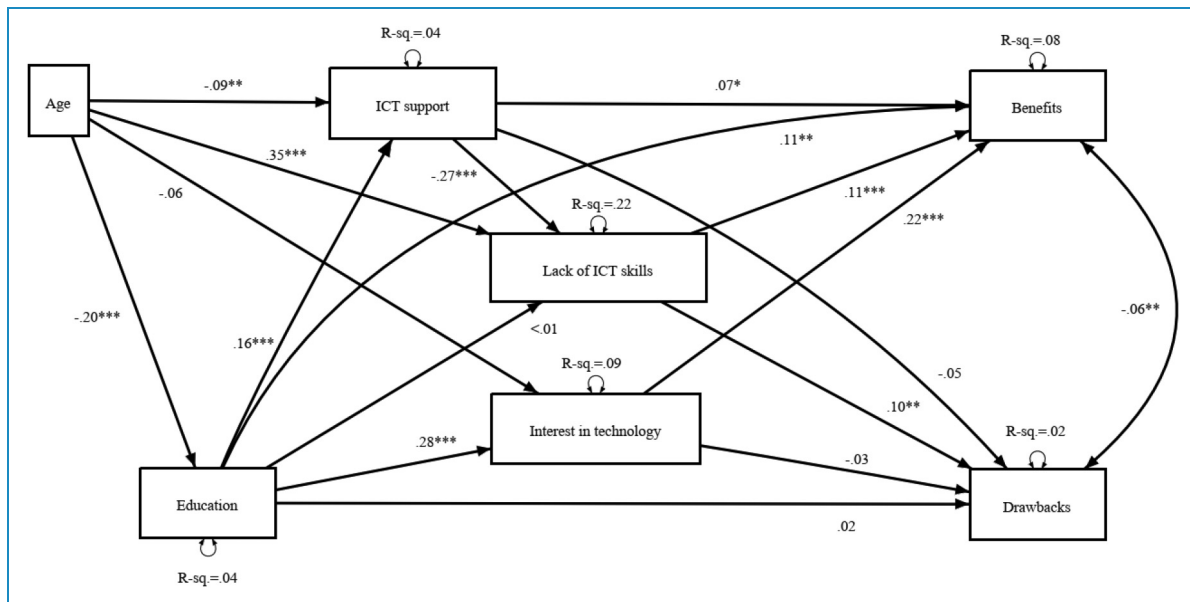 R-sq.=.04
R-sq.=.08
Age
-.09**
ICT support
.07*
Benefits
.35***
-.27***
.11**
-.06
R-sq.=.22
.11***
.22***
Lack of ICT skills
-.20***
.16***
<.01
-.06**
R-sq.=.09
-.05
.10**
Interest in technology
R-sq.=.02
.28***
-.03
Education
Drawbacks
.02
R-sq.=.04